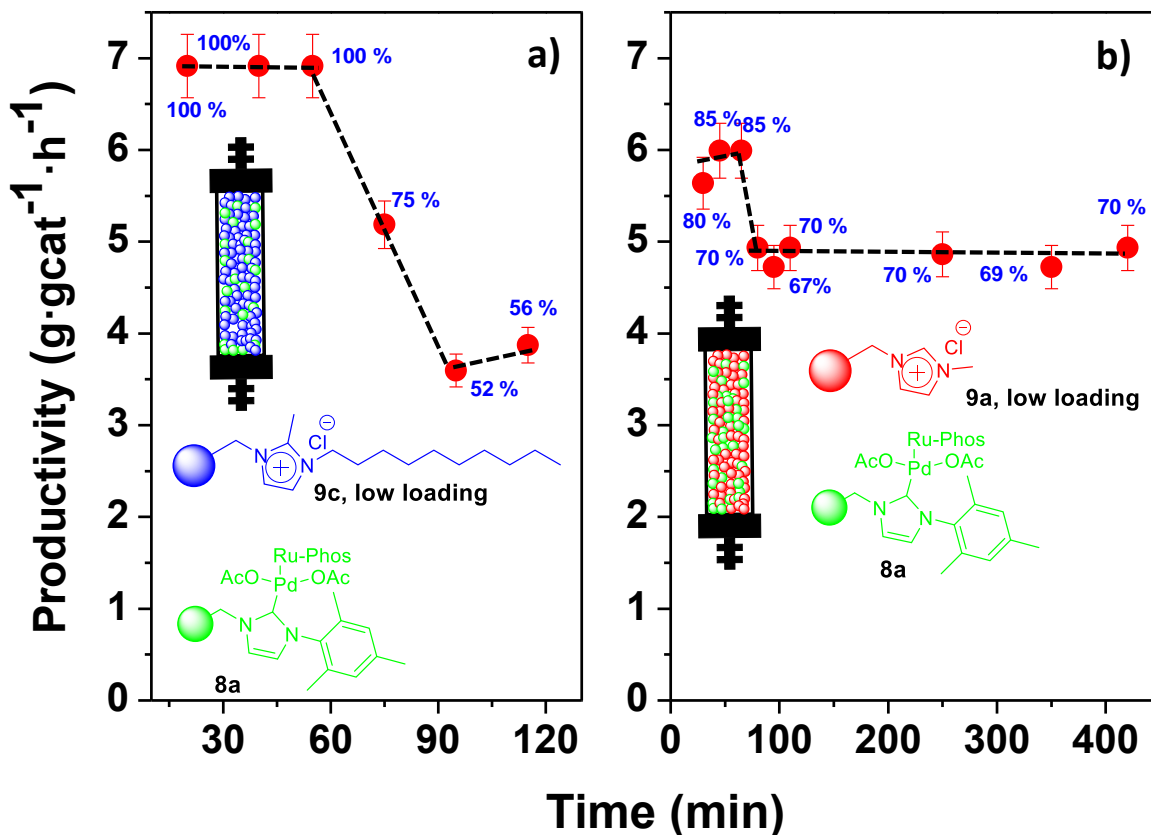 Productivity (g·gcat⁻¹·h⁻¹)
Time (min)
a)
7
6
5
4
3
2
1
0
30
60
90
120
100%
100 %
100 %
75 %
52 %
56 %
Cl ⊖
N
⊕
N
9c, low loading
Ru-Phos
AcO
Pd
OAc
N
N
8a
b)
0
100
200
300
400
85 %
85 %
80 %
70 %
70 %
67%
70 %
69 %
70 %
Cl ⊖
N
⊕
N
9a, low loading
Ru-Phos
AcO
Pd
OAc
N
N
8a